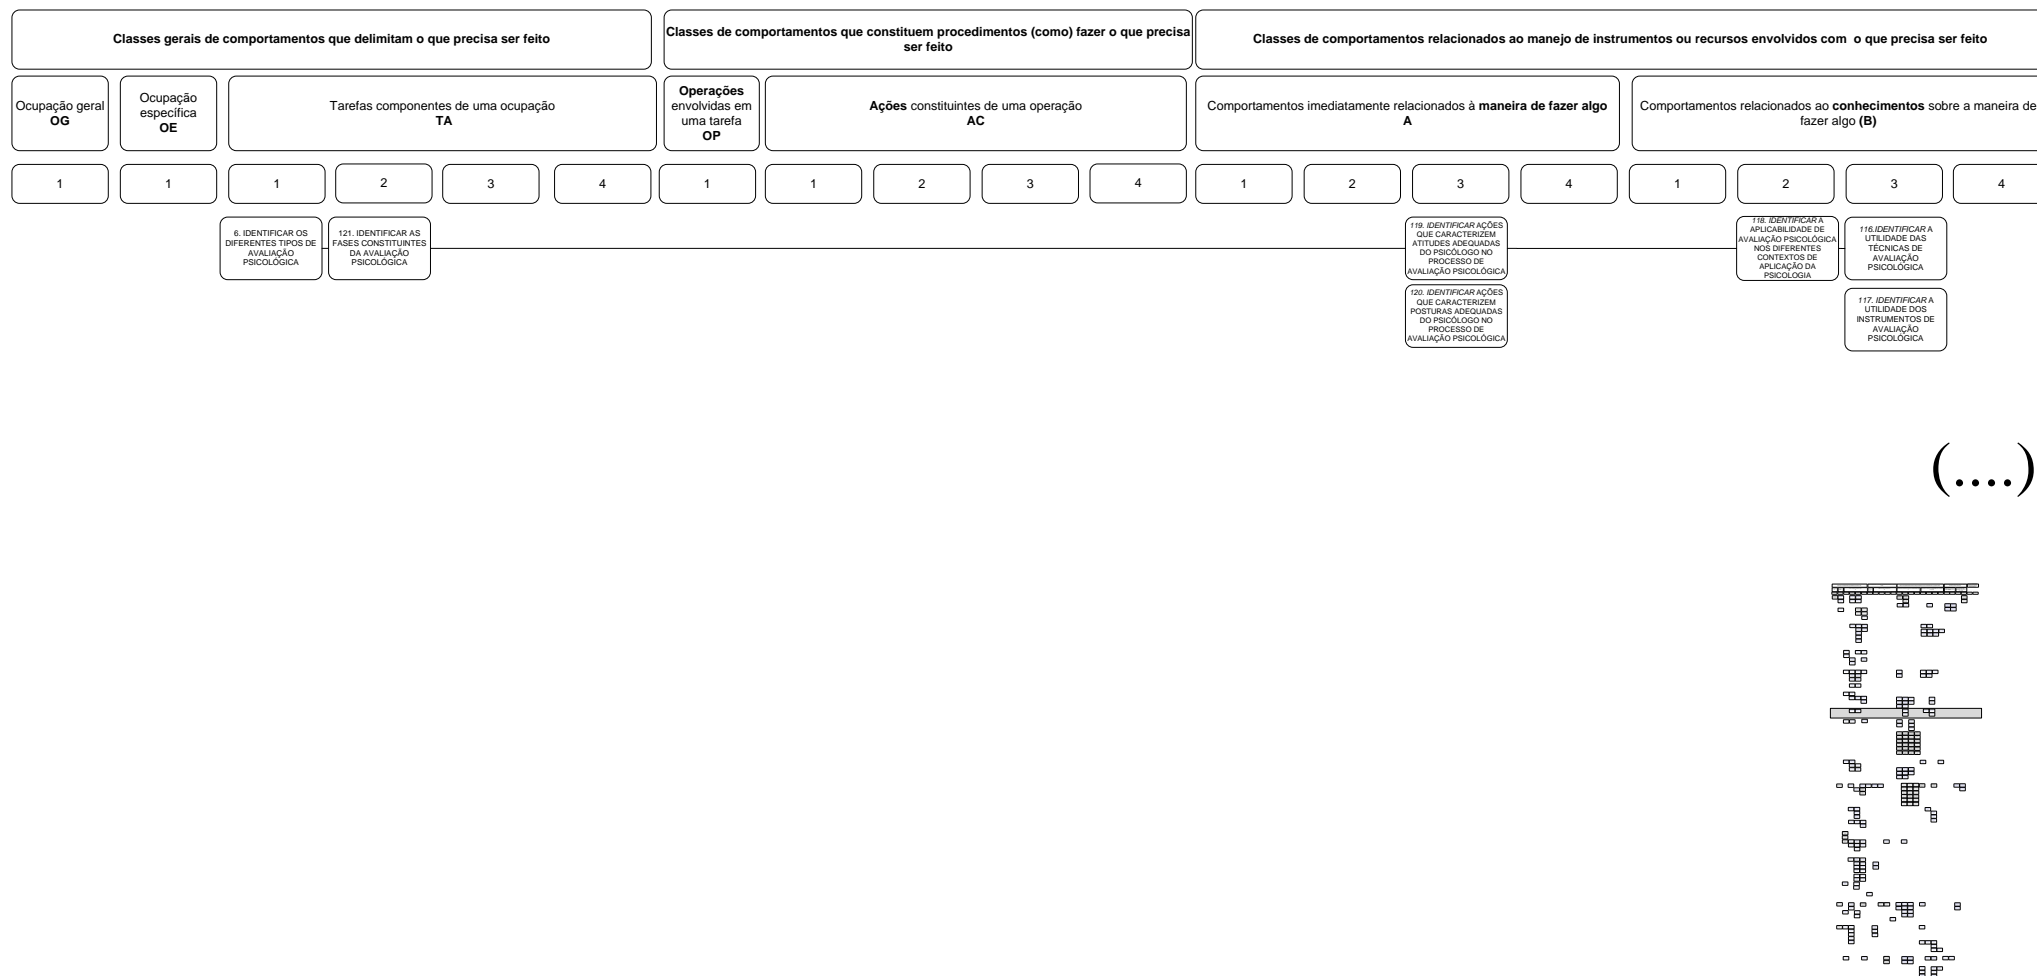 Classes gerais de comportamentos que delimitam o que precisa ser feito
Classes de comportamentos que constituem procedimentos (como) fazer o que precisa
ser feito
Classes de comportamentos relacionados ao manejo de instrumentos ou recursos envolvidos com o que precisa ser feito
Ocupação geral
OG
Ocupação
específica
OE
Tarefas componentes de uma ocupação
TA
Operações
envolvidas em
uma tarefa
OP
Ações constituintes de uma operação
AC
Comportamentos imediatamente relacionados à maneira de fazer algo
A
Comportamentos relacionados ao conhecimentos sobre a maneira de
fazer algo (B)
1
1
1
2
3
4
1
1
2
3
4
1
2
3
4
1
2
3
4
6. IDENTIFICAR OS
DIFERENTES TIPOS DE
AVALIAÇÃO
PSICOLÓGICA
121. IDENTIFICAR AS
FASES CONSTITUINTES
DA AVALIAÇÃO
PSICOLÓGICA
119. IDENTIFICAR AÇÕES
QUE CARACTERIZEM
ATITUDES ADEQUADAS
DO PSICÓLOGO NO
PROCESSO DE
AVALIAÇÃO PSICOLÓGICA
118. IDENTIFICAR A
APLICABILIDADE DE
AVALIAÇÃO PSICOLÓGICA
NOS DIFERENTES
CONTEXTOS DE
APLICAÇÃO DA
PSICOLOGIA
116.IDENTIFICAR A
UTILIDADE DAS
TÉCNICAS DE
AVALIAÇÃO
PSICOLÓGICA
120. IDENTIFICAR AÇÕES
QUE CARACTERIZEM
POSTURAS ADEQUADAS
DO PSICÓLOGO NO
PROCESSO DE
AVALIAÇÃO PSICOLÓGICA
117. IDENTIFICAR A
UTILIDADE DOS
INSTRUMENTOS DE
AVALIAÇÃO
PSICOLÓGICA
(....)